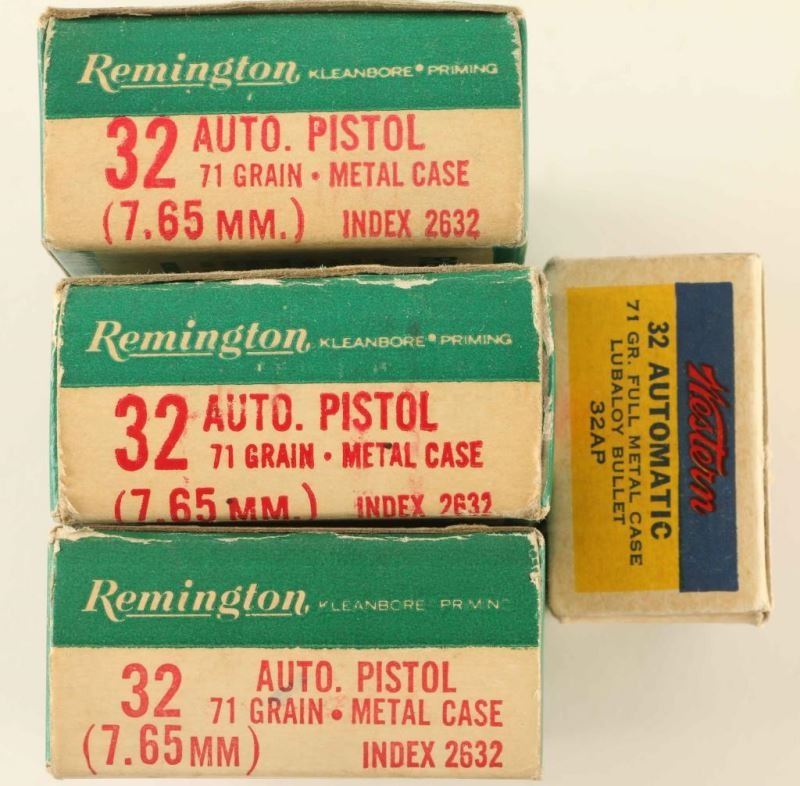 Remington, KLEANBORE® PRIMING
32 AUTO. PISTOL
71 GRAIN • METAL CASE
(7.65 MM.) INDEX 2632
Remington, KLEANBORE® PRIMING
32 AUTO. PISTOL
71 GRAIN • METAL CASE
(7.65 MM.) INDEX 2632
Remington, KLEANBORE PRIMING
32 AUTO. PISTOL
71 GRAIN • METAL CASE
(7.65 MM) INDEX 2632
Western
32 AUTOMATIC
71 GR. FULL METAL CASE
LUBALOY BULLET
32AP